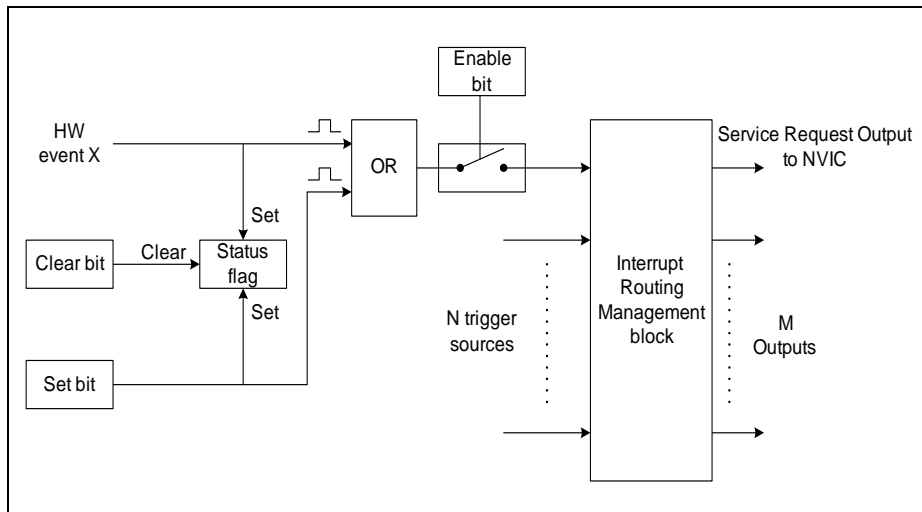 Enable
bit
HW
event X
OR
Service Request Output
to NVIC
Set
Clear bit
Clear
Status
flag
Set
Set bit
N trigger
sources
Interrupt
Routing
Management
block
M
Outputs